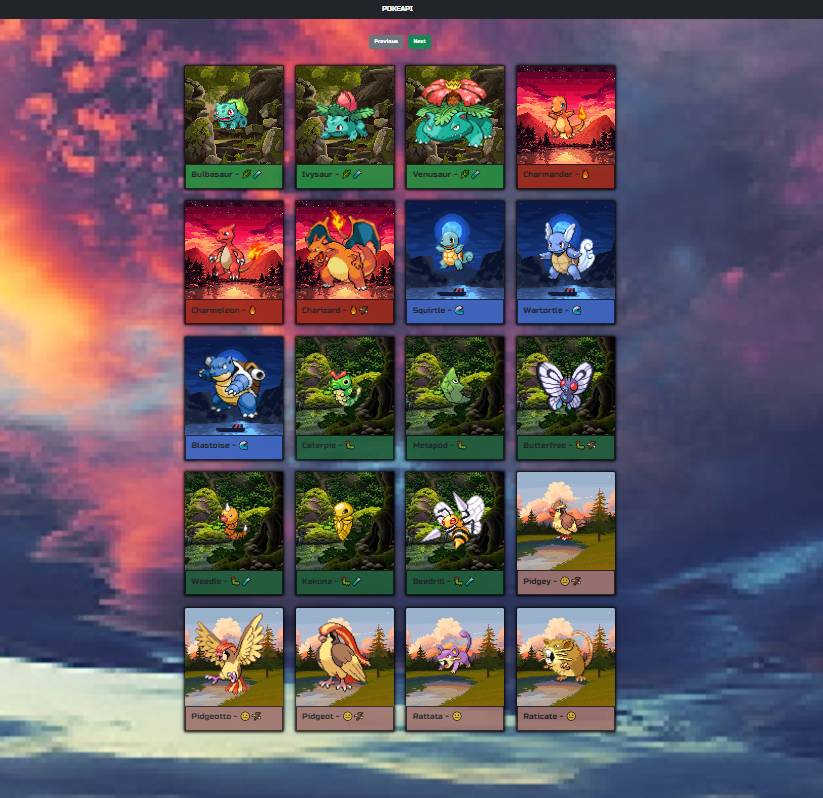 POKEAPI
Previous Next
Bulbasaur - 🌿🧪
Ivysaur - 🌿🧪
Venusaur - 🌿🧪
Charmander - 🔥
Charmeleon - 🔥
Charizard - 🔥🪽
Squirtle - 🌊
Wartortle - 🌊
Blastoise - 🌊
Caterpie - 🐛
Metapod - 🐛
Butterfree - 🐛🪽
Weedle - 🐛🧪
Kakuna - 🐛🧪
Beedrill - 🐛🧪
Pidgey - 😐🪽
Pidgeotto - 😐🪽
Pidgeot - 😐🪽
Rattata - 😐
Raticate - 😐